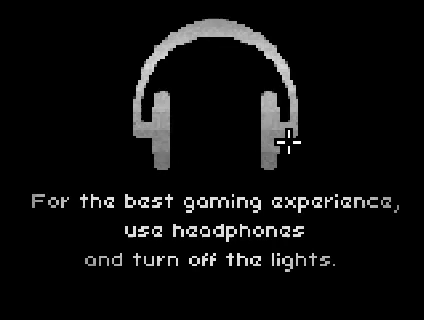 For the best gaming experience,
use headphones
and turn off the lights.